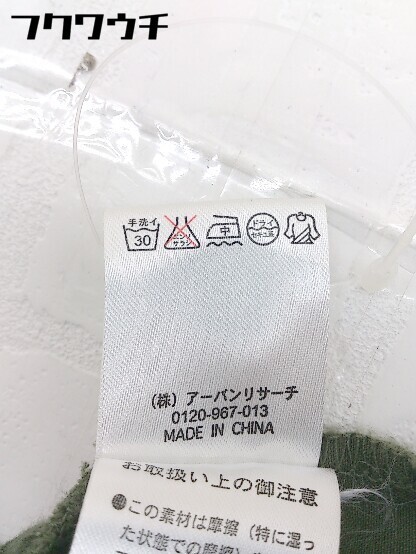 フクワウチ
手洗イ
30
エンソ
サラシ
中
ドライ
セキユ系
(株) アーバンリサーチ
0120-967-013
MADE IN CHINA
お取扱い上の御注意
●この素材は摩擦(特に湿っ
た状態での摩擦)